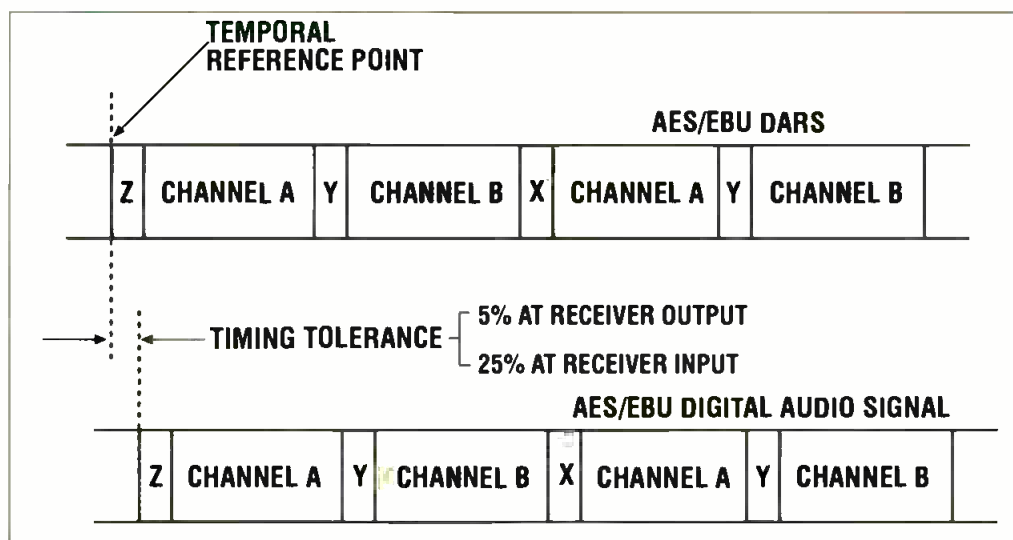 TEMPORAL
REFERENCE POINT
AES/EBU DARS
Z CHANNEL A Y CHANNEL B X CHANNEL A Y CHANNEL B
TIMING TOLERANCE
5% AT RECEIVER OUTPUT
25% AT RECEIVER INPUT
AES/EBU DIGITAL AUDIO SIGNAL
Z CHANNEL A Y CHANNEL B X CHANNEL A Y CHANNEL B